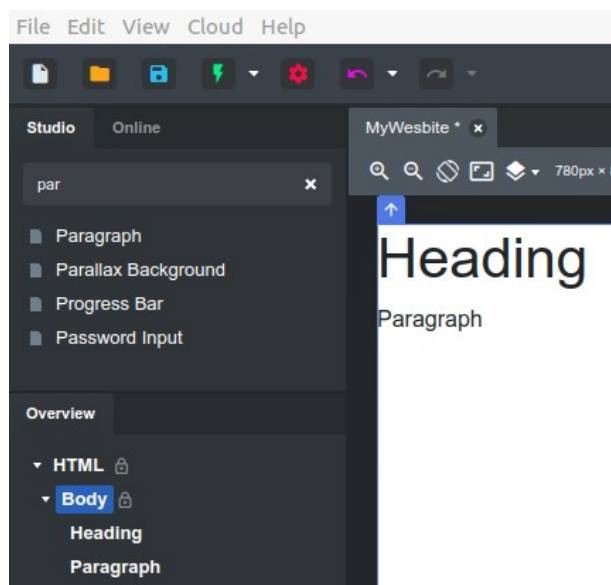 File Edit View Cloud Help
Studio Online
MyWesbite *
par
780px ×
Paragraph
Parallax Background
Progress Bar
Password Input
Heading
Paragraph
Overview
HTML
Body
Heading
Paragraph